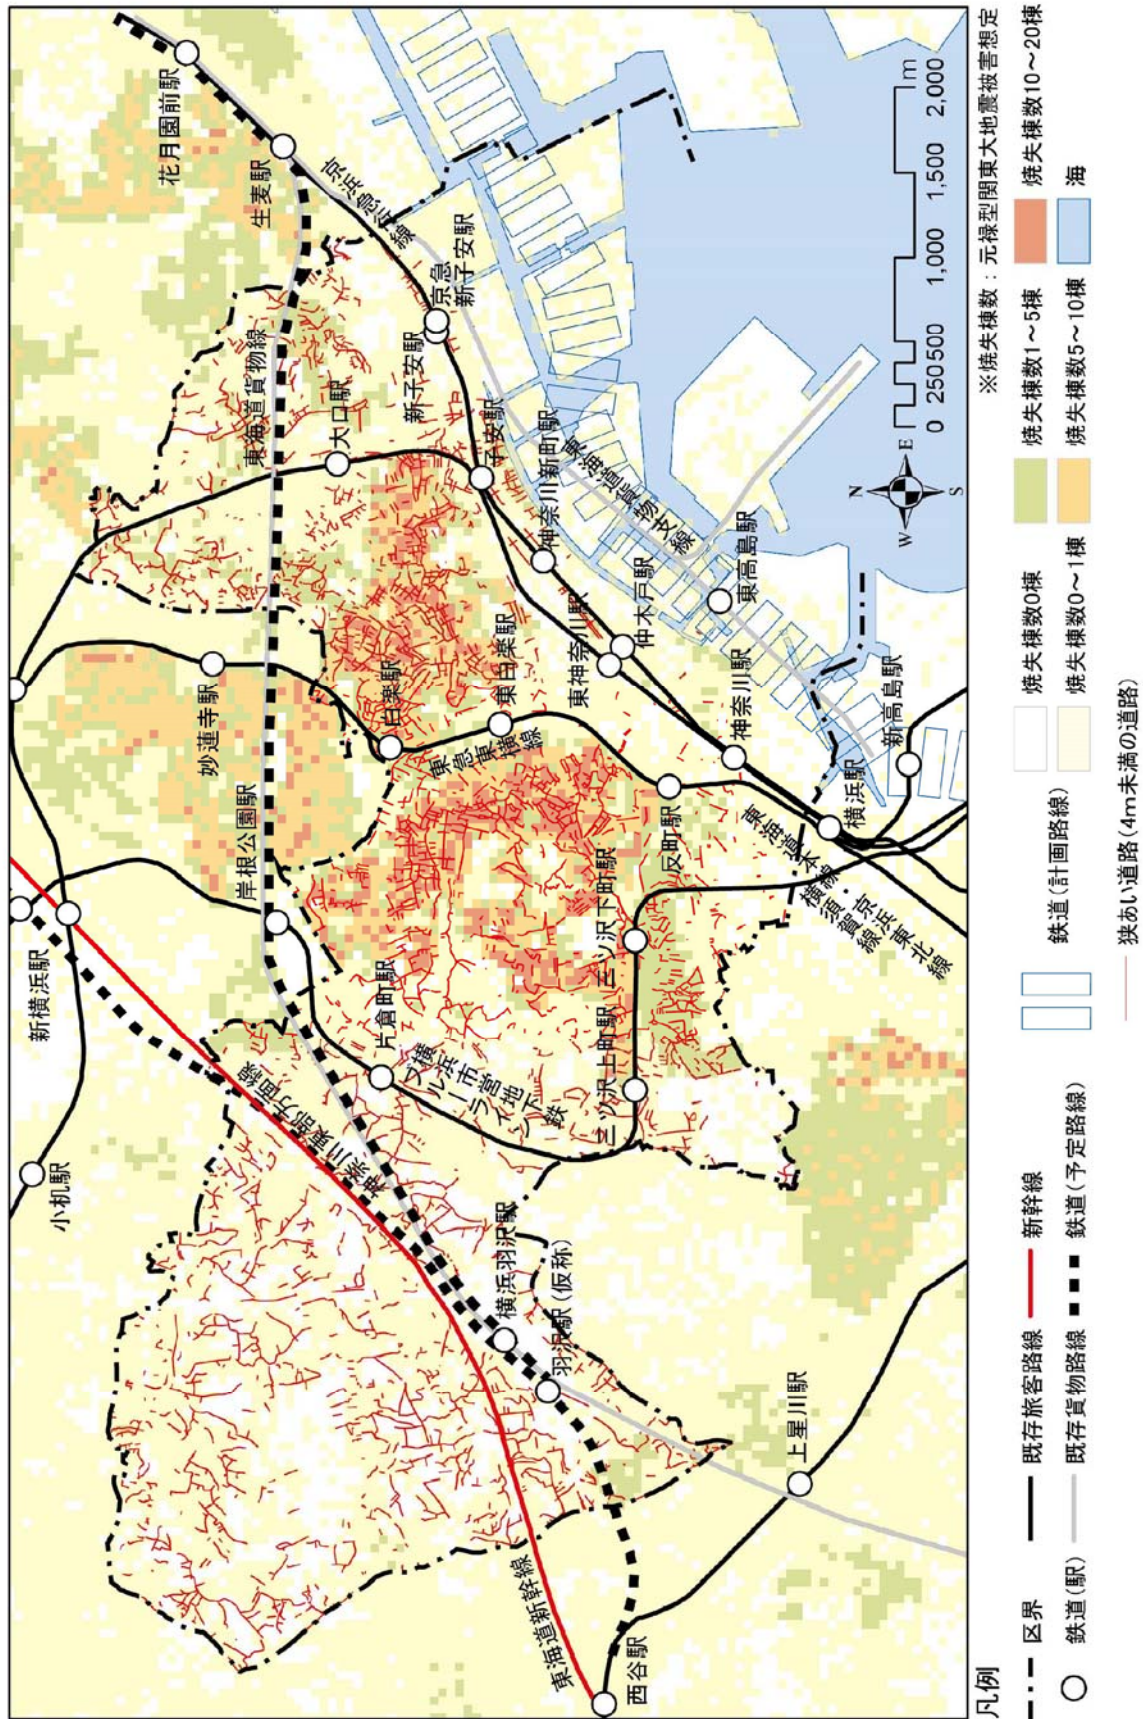 花月園前駅
生麦駅
京浜急行線
京急
新子安駅
新子安駅
東海道貨物線
大口駅
子安駅
神奈川新町駅
東海道貨物支線
東高島駅
仲木戸駅
東神奈川駅
神奈川駅
新高島駅
横浜駅
妙蓮寺駅
白楽駅
東白楽駅
東急東横線
反町駅
東海道本線・京浜東北線
横須賀線
岸根公園駅
新横浜駅
片倉町駅
三ツ沢下町駅
三ツ沢上町駅
横浜市営地下鉄
ブルーライン
神奈川東部方面線
小机駅
横浜羽沢駅
羽沢駅(仮称)
上星川駅
東海道新幹線
西谷駅
N
E
S
W
0 250 500 1,000 1,500 2,000
m
※焼失棟数：元禄型関東大地震被害想定
凡例
区界
既存旅客路線
新幹線
鉄道(計画路線)
焼失棟数0棟
焼失棟数1～5棟
焼失棟数10～20棟
鉄道(駅)
既存貨物路線
鉄道(予定路線)
焼失棟数0～1棟
焼失棟数5～10棟
海
狭あい道路(4m未満の道路)